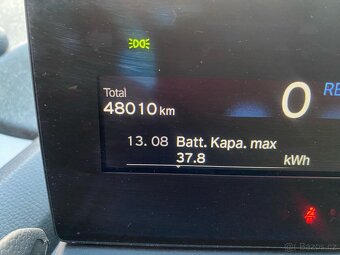 Total
48010 km
0
RE
13. 08 Batt. Kapa. max
37.8 kWh